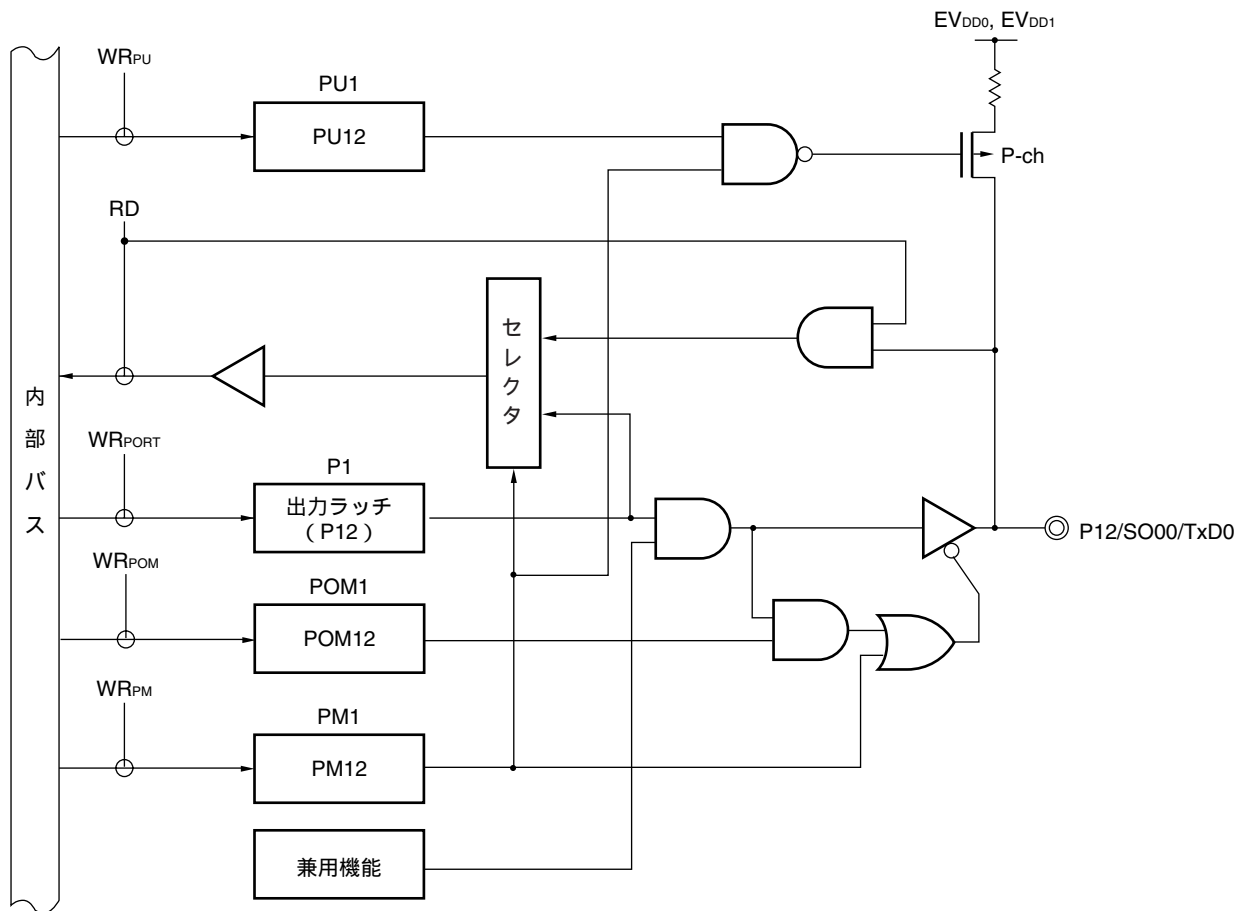 EVDD0, EVDD1
WRPU
PU1
PU12
P-ch
RD
セレクタ
内部バス
WRPORT
P1
出力ラッチ
（P12）
P12/SO00/TxD0
WRPOM
POM1
POM12
WRPM
PM1
PM12
兼用機能